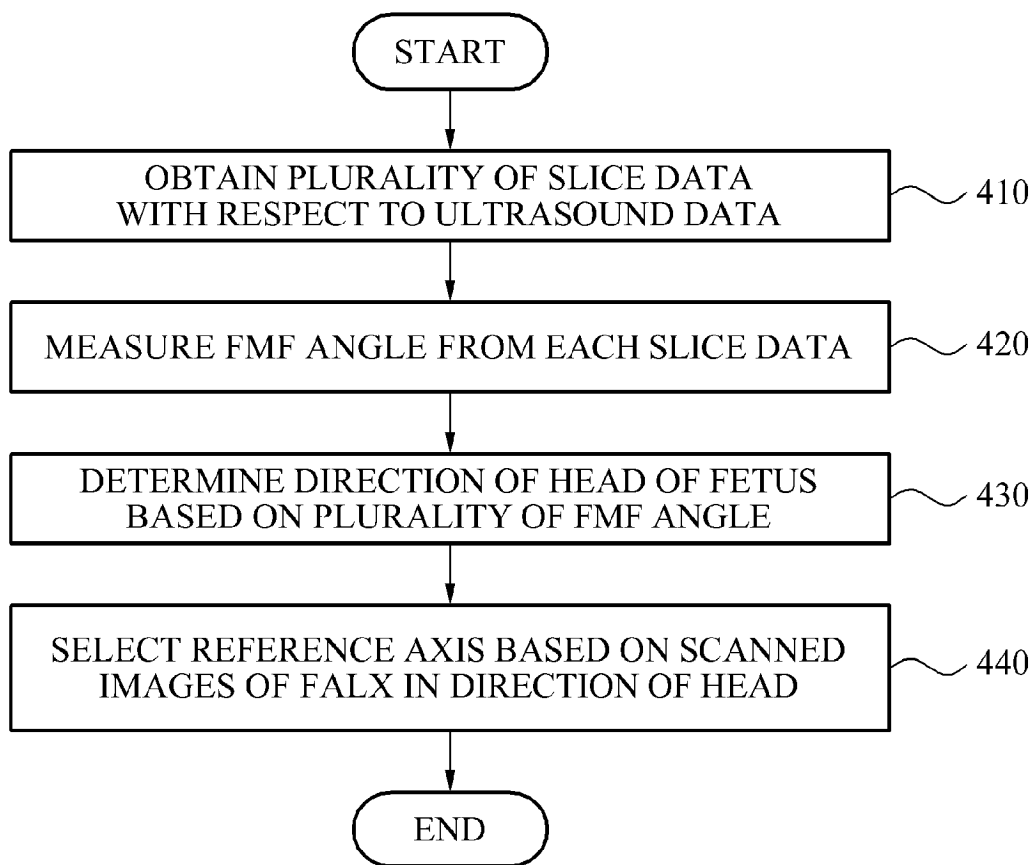 START
OBTAIN PLURALITY OF SLICE DATA
WITH RESPECT TO ULTRASOUND DATA
410
MEASURE FMF ANGLE FROM EACH SLICE DATA
420
DETERMINE DIRECTION OF HEAD OF FETUS
BASED ON PLURALITY OF FMF ANGLE
430
SELECT REFERENCE AXIS BASED ON SCANNED
IMAGES OF FALX IN DIRECTION OF HEAD
440
END